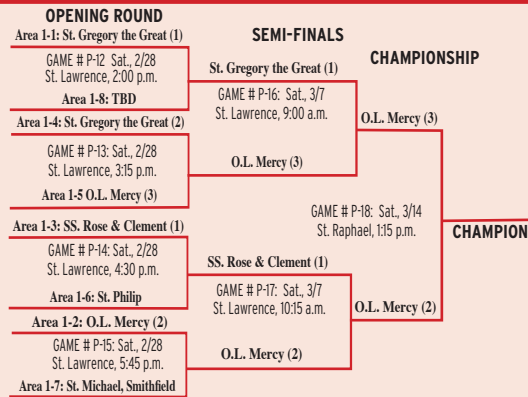 OPENING ROUND
Area 1-1: St. Gregory the Great (1)
GAME # P-12 Sat., 2/28
St. Lawrence, 2:00 p.m.
Area 1-8: TBD
Area 1-4: St. Gregory the Great (2)
GAME # P-13: Sat., 2/28
St. Lawrence, 3:15 p.m.
Area 1-5 O.L. Mercy (3)
Area 1-3: SS. Rose & Clement (1)
GAME # P-14: Sat., 2/28
St. Lawrence, 4:30 p.m.
Area 1-6: St. Philip
Area 1-2: O.L. Mercy (2)
GAME # P-15: Sat., 2/28
St. Lawrence, 5:45 p.m.
Area 1-7: St. Michael, Smithfield
SEMI-FINALS
St. Gregory the Great (1)
GAME # P-16: Sat., 3/7
St. Lawrence, 9:00 a.m.
O.L. Mercy (3)
SS. Rose & Clement (1)
GAME # P-17: Sat., 3/7
St. Lawrence, 10:15 a.m.
O.L. Mercy (2)
CHAMPIONSHIP
O.L. Mercy (3)
GAME # P-18: Sat., 3/14
St. Raphael, 1:15 p.m.
O.L. Mercy (2)
CHAMPION